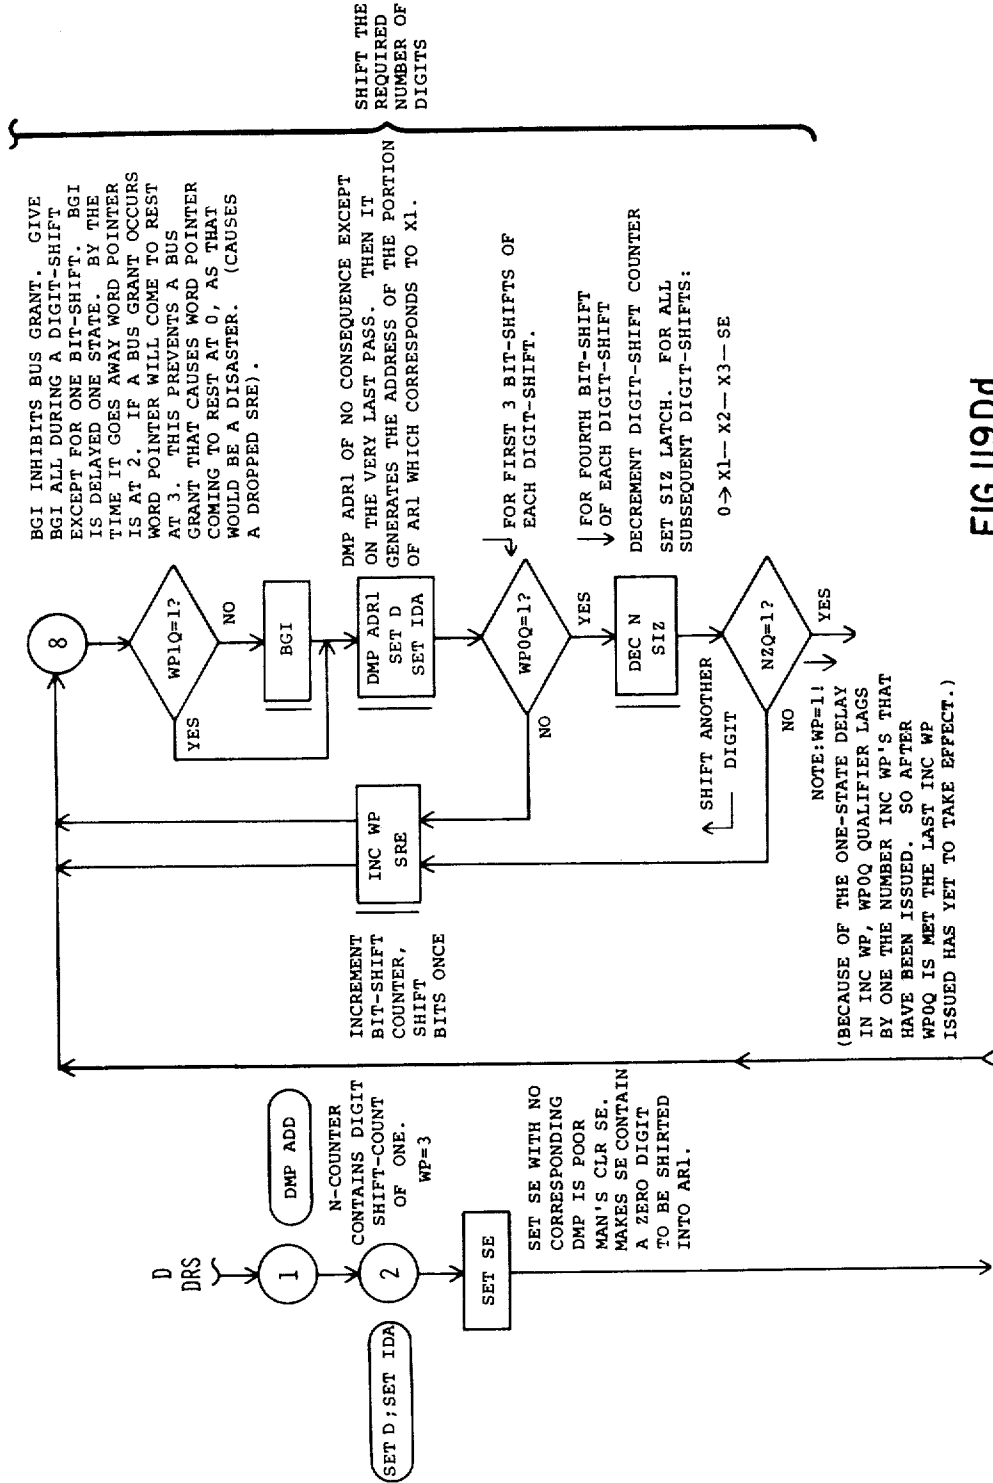 D
DRS
1
DMP ADD
N-COUNTER
CONTAINS DIGIT
SHIFT-COUNT
OF ONE.
WP=3
2
SET D;SET IDA
SET SE
SET SE WITH NO
CORRESPONDING
DMP IS POOR
MAN'S CLR SE.
MAKES SE CONTAIN
A ZERO DIGIT
TO BE SHIRTED
INTO AR1.
8
WP1Q=1?
YES
NO
BGI
BGI INHIBITS BUS GRANT. GIVE
BGI ALL DURING A DIGIT-SHIFT
EXCEPT FOR ONE BIT-SHIFT. BGI
IS DELAYED ONE STATE. BY THE
TIME IT GOES AWAY WORD POINTER
IS AT 2. IF A BUS GRANT OCCURS
WORD POINTER WILL COME TO REST
AT 3. THIS PREVENTS A BUS
GRANT THAT CAUSES WORD POINTER
COMING TO REST AT 0, AS THAT
WOULD BE A DISASTER. (CAUSES
A DROPPED SRE).
DMP ADR1
SET D
SET IDA
DMP ADR1 OF NO CONSEQUENCE EXCEPT
ON THE VERY LAST PASS. THEN IT
GENERATES THE ADDRESS OF THE PORTION
OF AR1 WHICH CORRESPONDS TO X1.
INC WP
SRE
INCREMENT
BIT-SHIFT
COUNTER,
SHIFT
BITS ONCE
WP0Q=1?
NO
YES
FOR FIRST 3 BIT-SHIFTS OF
EACH DIGIT-SHIFT.
FOR FOURTH BIT-SHIFT
OF EACH DIGIT-SHIFT
DEC N
SIZ
DECREMENT DIGIT-SHIFT COUNTER
SET SIZ LATCH. FOR ALL
SUBSEQUENT DIGIT-SHIFTS:
0→X1—X2—X3—SE
SHIFT ANOTHER
DIGIT
NZQ=1?
NO
YES
NOTE:WP=1!
(BECAUSE OF THE ONE-STATE DELAY
IN INC WP, WP0Q QUALIFIER LAGS
BY ONE THE NUMBER INC WP'S THAT
HAVE BEEN ISSUED. SO AFTER
WP0Q IS MET THE LAST INC WP
ISSUED HAS YET TO TAKE EFFECT.)
SHIFT THE
REQUIRED
NUMBER OF
DIGITS
FIG 119Dd